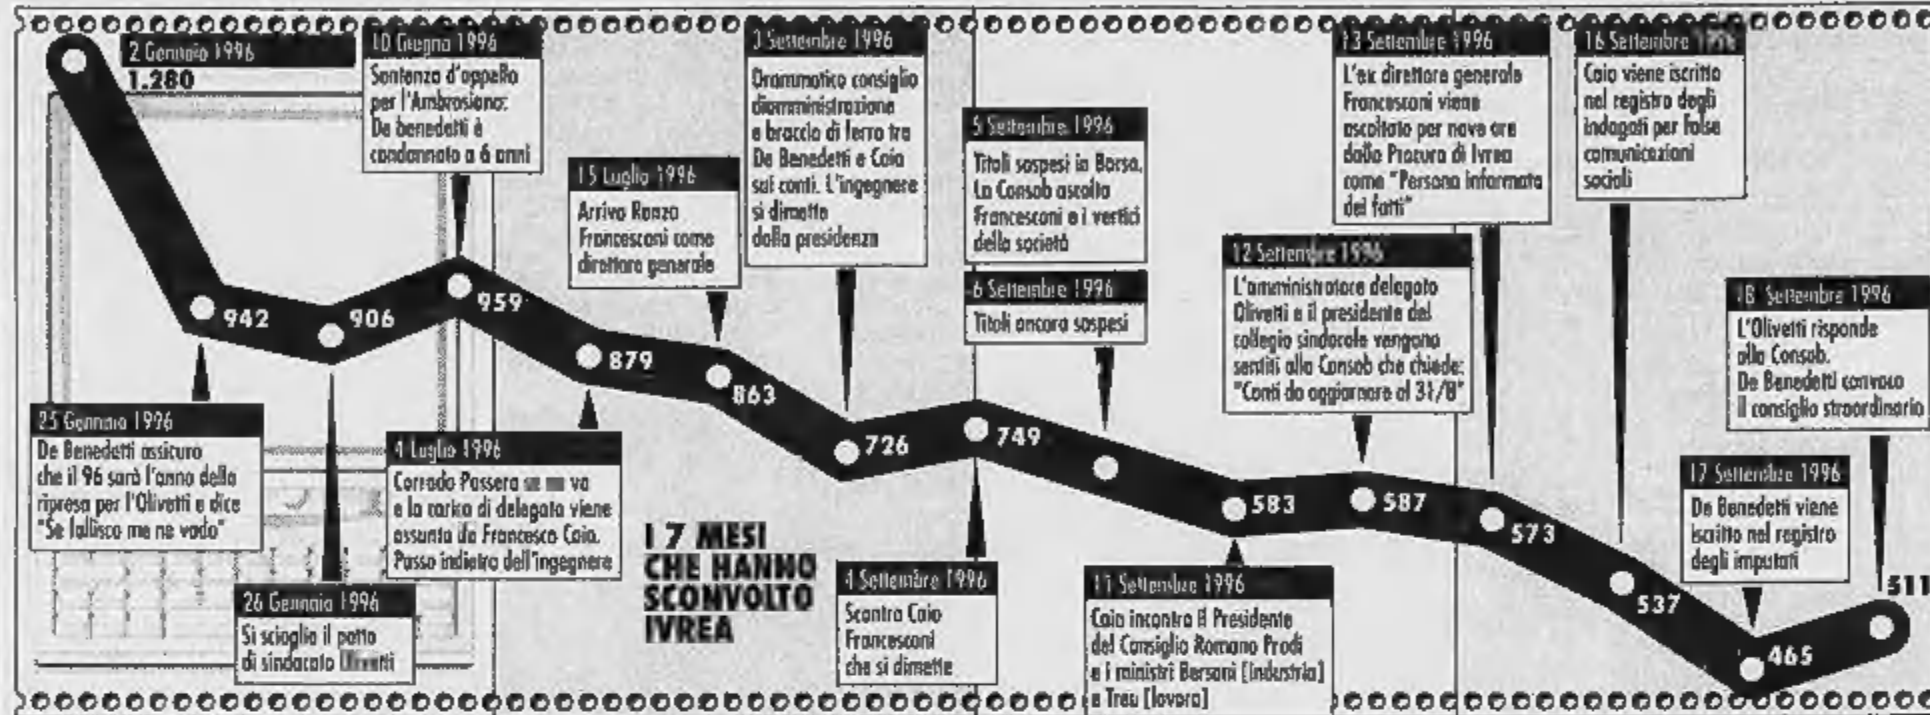 2 Gennaio 1996
1.280
25 Gennaio 1996
De Benedetti assicura
che il 96 sarà l'anno della
ripresa per l'Olivetti e dice
"Se fallisco me ne vado"
942
26 Gennaio 1996
Si scioglie il patto
di sindacato Olivetti
906
10 Giugno 1996
Sentenza d'appello
per l'Ambrosiano:
De benedetti è
condannato a 6 anni
959
4 Luglio 1996
Corrado Passera se ne va
e la carica di delegato viene
assunta da Francesco Caio.
Passo indietro dell'ingegnere
879
15 Luglio 1996
Arriva Renzo
Francesconi come
direttore generale
863
I 7 MESI
CHE HANNO
SCONVOLTO
IVREA
3 Settembre 1996
Drammatico consiglio
diamministrazione
e braccio di ferro tra
De Benedetti e Caio
sui conti. L'ingegnere
si dimette
dalla presidenza
726
4 Settembre 1996
Scontro Caio
Francesconi
che si dimette
749
5 Settembre 1996
Titoli sospesi in Borsa.
La Consob ascolta
Francesconi e i vertici
della società
6 Settembre 1996
Titoli ancora sospesi
11 Settembre 1996
Caio incontra il Presidente
del Consiglio Romano Prodi
e i ministri Bersani [industria]
e Treu [lavoro]
583
12 Settembre 1996
L'amministratore delegato
Olivetti e il presidente del
collegio sindacale vengono
sentiti alla Consob che chiede:
"Conti da aggiornare al 31/8"
587
13 Settembre 1996
L'ex direttore generale
Francesconi viene
ascoltato per nove ore
dalla Procura di Ivrea
come "Persona informata
dei fatti"
573
16 Settembre 1996
Caio viene iscritto
nel registro degli
indagati per false
comunicazioni
sociali
537
17 Settembre 1996
De Benedetti viene
iscritto nel registro
degli imputati
465
18 Settembre 1996
L'Olivetti risponde
alla Consob.
De Benedetti convoca
il consiglio straordinario
511